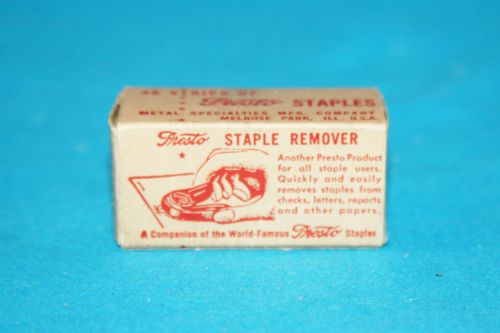 40 STRIPS OF
Presto STAPLES
METAL SPECIALTIES MFG. COMPANY
MELROSE PARK, ILL. U.S.A.
Presto STAPLE REMOVER
Another Presto Product
for all staple users.
Quickly and easily
removes staples from
checks, letters, reports
and other papers.
A Companion of the World-Famous Presto Stapler